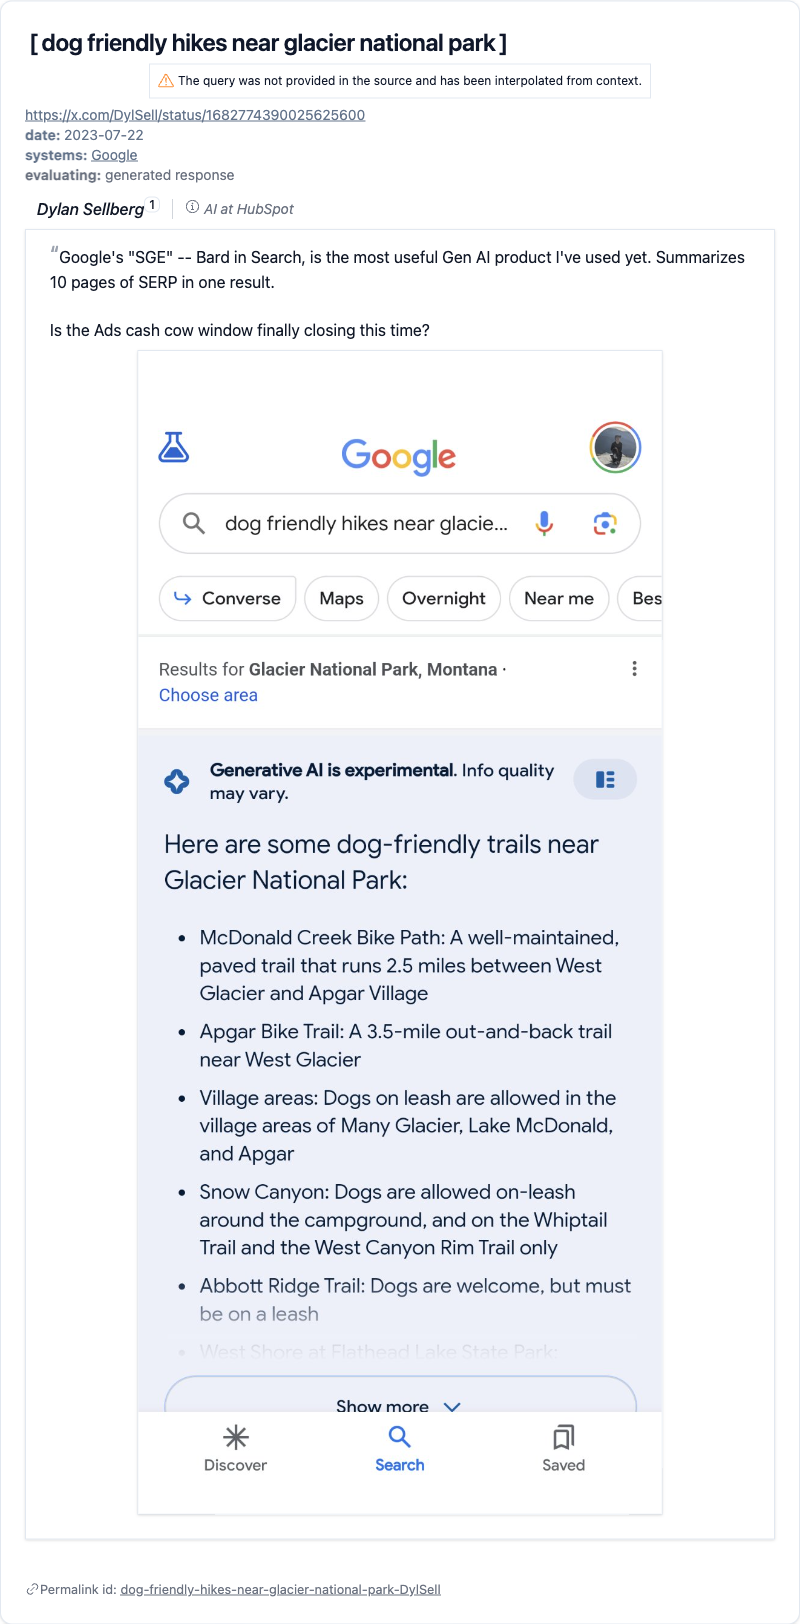 [ dog friendly hikes near glacier national park ]
The query was not provided in the source and has been interpolated from context.
https://x.com/DylSell/status/1682774390025625600
date: 2023-07-22
systems: Google
evaluating: generated response
Dylan Sellberg 1 AI at HubSpot
"Google's "SGE" -- Bard in Search, is the most useful Gen AI product I've used yet. Summarizes
10 pages of SERP in one result.
Is the Ads cash cow window finally closing this time?
Google
dog friendly hikes near glacie...
Converse Maps Overnight Near me Bes
Results for Glacier National Park, Montana ·
Choose area
Generative AI is experimental. Info quality
may vary.
Here are some dog-friendly trails near
Glacier National Park:
• McDonald Creek Bike Path: A well-maintained,
paved trail that runs 2.5 miles between West
Glacier and Apgar Village
• Apgar Bike Trail: A 3.5-mile out-and-back trail
near West Glacier
• Village areas: Dogs on leash are allowed in the
village areas of Many Glacier, Lake McDonald,
and Apgar
• Snow Canyon: Dogs are allowed on-leash
around the campground, and on the Whiptail
Trail and the West Canyon Rim Trail only
• Abbott Ridge Trail: Dogs are welcome, but must
be on a leash
• West Shore at Flathead Lake State Park:
Show more
Discover Search Saved
Permalink id: dog-friendly-hikes-near-glacier-national-park-DylSell